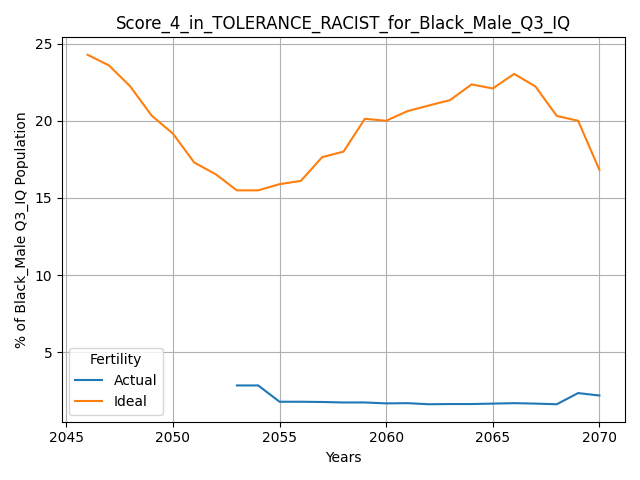 Score_4_in_TOLERANCE_RACIST_for_Black_Male_Q3_IQ
% of Black_Male Q3_IQ Population
25
20
15
10
5
Fertility
Actual
Ideal
2045 2050 2055 2060 2065 2070
Years